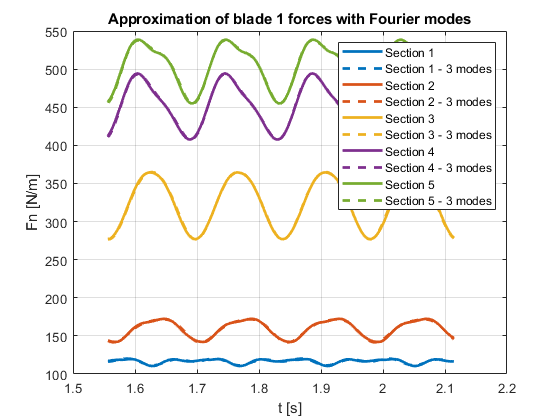 Approximation of blade 1 forces with Fourier modes
550
500
450
400
350
300
250
200
150
100
Fn [N/m]
Section 1
Section 1 - 3 modes
Section 2
Section 2 - 3 modes
Section 3
Section 3 - 3 modes
Section 4
Section 4 - 3 modes
Section 5
Section 5 - 3 modes
1.5 1.6 1.7 1.8 1.9 2 2.1 2.2
t [s]